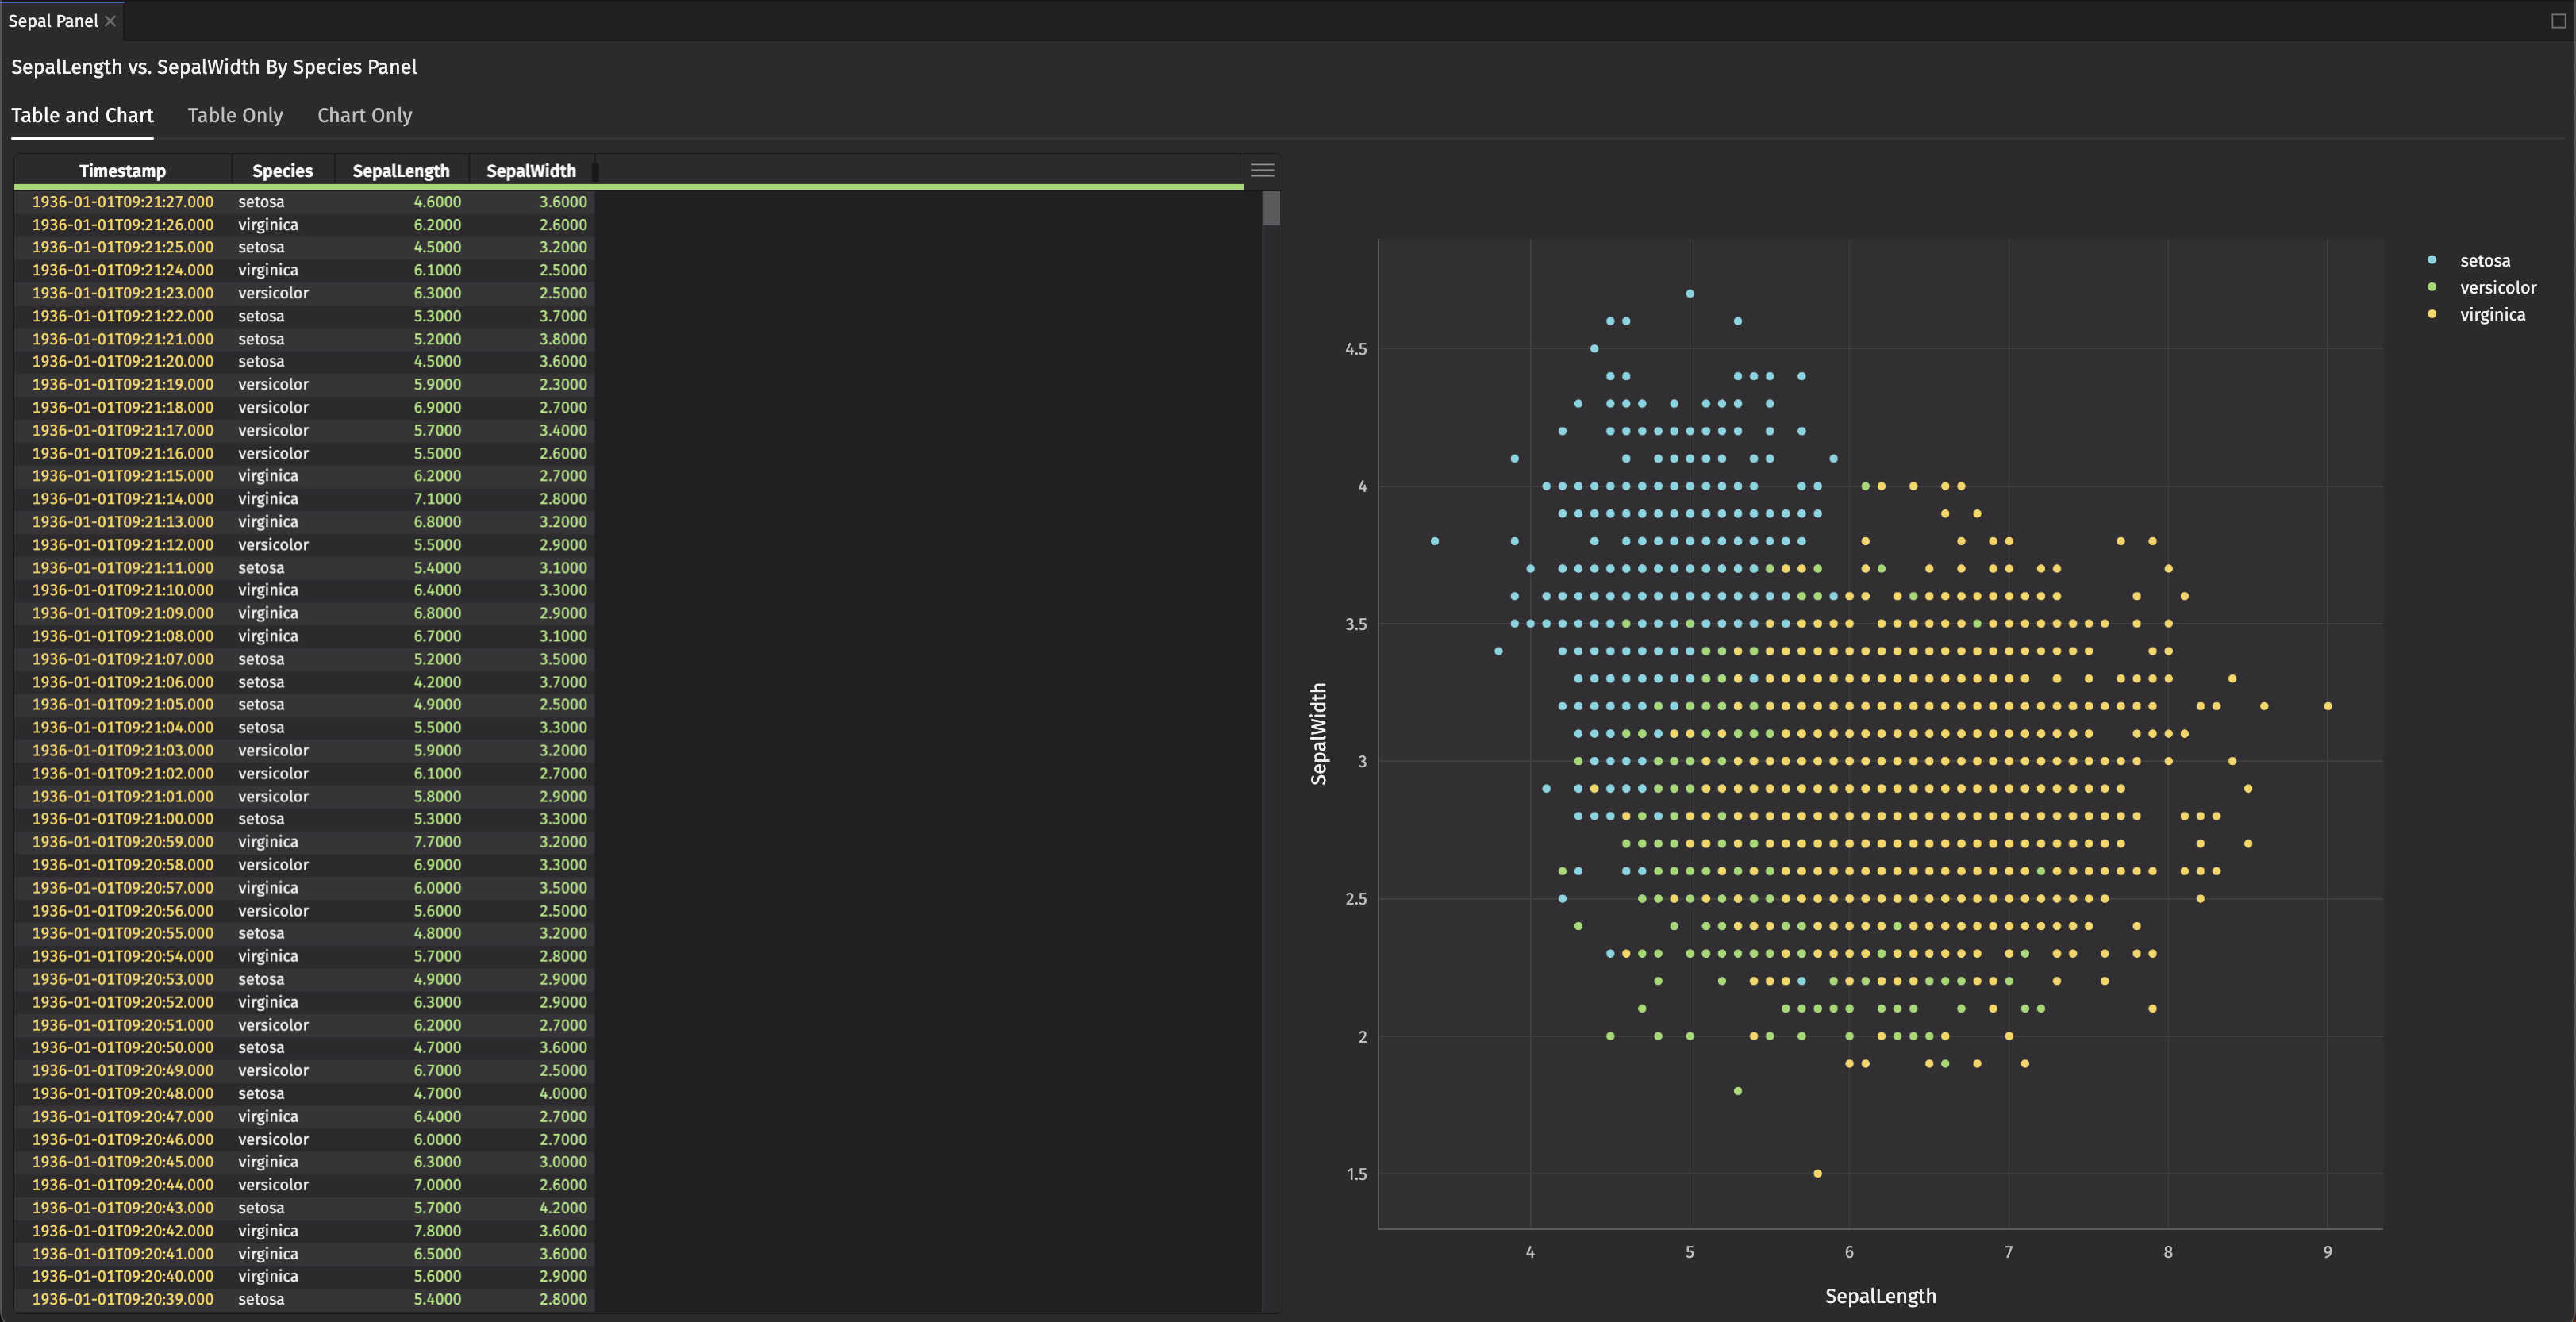 Sepal Panel
SepalLength vs. SepalWidth By Species Panel
Table and Chart Table Only Chart Only
Timestamp Species SepalLength SepalWidth
1936-01-01T09:21:27.000 setosa 4.6000 3.6000
1936-01-01T09:21:26.000 virginica 6.2000 2.6000
1936-01-01T09:21:25.000 setosa 4.5000 3.2000
1936-01-01T09:21:24.000 virginica 6.1000 2.5000
1936-01-01T09:21:23.000 versicolor 6.3000 2.5000
1936-01-01T09:21:22.000 setosa 5.3000 3.7000
1936-01-01T09:21:21.000 setosa 5.2000 3.8000
1936-01-01T09:21:20.000 setosa 4.5000 3.6000
1936-01-01T09:21:19.000 versicolor 5.9000 2.3000
1936-01-01T09:21:18.000 versicolor 6.9000 2.7000
1936-01-01T09:21:17.000 versicolor 5.7000 3.4000
1936-01-01T09:21:16.000 versicolor 5.5000 2.6000
1936-01-01T09:21:15.000 virginica 6.2000 2.7000
1936-01-01T09:21:14.000 virginica 7.1000 2.8000
1936-01-01T09:21:13.000 virginica 6.8000 3.2000
1936-01-01T09:21:12.000 versicolor 5.5000 2.9000
1936-01-01T09:21:11.000 setosa 5.4000 3.1000
1936-01-01T09:21:10.000 virginica 6.4000 3.3000
1936-01-01T09:21:09.000 virginica 6.8000 2.9000
1936-01-01T09:21:08.000 virginica 6.7000 3.1000
1936-01-01T09:21:07.000 setosa 5.2000 3.5000
1936-01-01T09:21:06.000 setosa 4.2000 3.7000
1936-01-01T09:21:05.000 setosa 4.9000 2.5000
1936-01-01T09:21:04.000 setosa 5.5000 3.3000
1936-01-01T09:21:03.000 versicolor 5.9000 3.2000
1936-01-01T09:21:02.000 versicolor 6.1000 2.7000
1936-01-01T09:21:01.000 versicolor 5.8000 2.9000
1936-01-01T09:21:00.000 setosa 5.3000 3.3000
1936-01-01T09:20:59.000 virginica 7.7000 3.2000
1936-01-01T09:20:58.000 versicolor 6.9000 3.3000
1936-01-01T09:20:57.000 virginica 6.0000 3.5000
1936-01-01T09:20:56.000 versicolor 5.6000 2.5000
1936-01-01T09:20:55.000 setosa 4.8000 3.2000
1936-01-01T09:20:54.000 virginica 5.7000 2.8000
1936-01-01T09:20:53.000 setosa 4.9000 2.9000
1936-01-01T09:20:52.000 virginica 6.3000 2.9000
1936-01-01T09:20:51.000 versicolor 6.2000 2.7000
1936-01-01T09:20:50.000 setosa 4.7000 3.6000
1936-01-01T09:20:49.000 versicolor 6.7000 2.5000
1936-01-01T09:20:48.000 setosa 4.7000 4.0000
1936-01-01T09:20:47.000 virginica 6.4000 2.7000
1936-01-01T09:20:46.000 versicolor 6.0000 2.7000
1936-01-01T09:20:45.000 virginica 6.3000 3.0000
1936-01-01T09:20:44.000 versicolor 7.0000 2.6000
1936-01-01T09:20:43.000 setosa 5.7000 4.2000
1936-01-01T09:20:42.000 virginica 7.8000 3.6000
1936-01-01T09:20:41.000 virginica 6.5000 3.6000
1936-01-01T09:20:40.000 virginica 5.6000 2.9000
1936-01-01T09:20:39.000 setosa 5.4000 2.8000
SepalWidth
4.5
4
3.5
3
2.5
2
1.5
4 5 6 7 8 9
SepalLength
setosa
versicolor
virginica